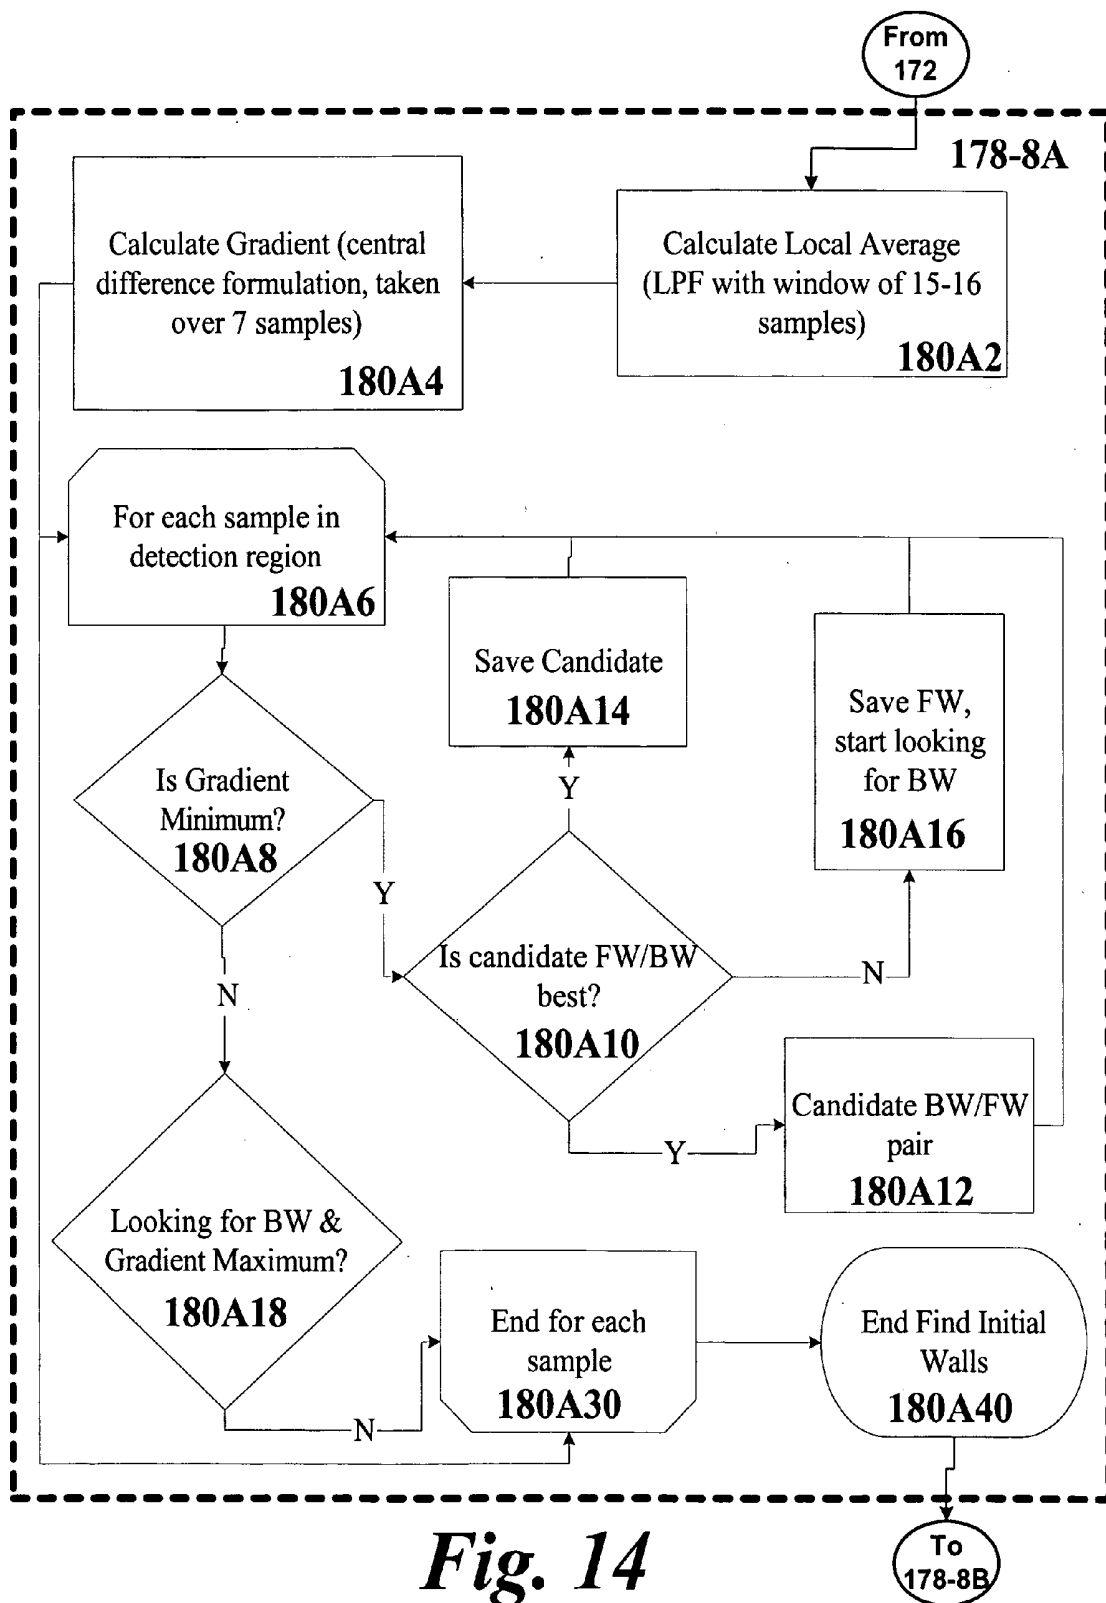 From
172
178-8A
Calculate Gradient (central
difference formulation, taken
over 7 samples)
180A4
Calculate Local Average
(LPF with window of 15-16
samples)
180A2
For each sample in
detection region
180A6
Save Candidate
180A14
Save FW,
start looking
for BW
180A16
Is Gradient
Minimum?
180A8
Y
Y
Is candidate FW/BW
best?
180A10
N
N
Y
Candidate BW/FW
pair
180A12
Looking for BW &
Gradient Maximum?
180A18
N
End for each
sample
180A30
End Find Initial
Walls
180A40
Fig. 14
To
178-8B